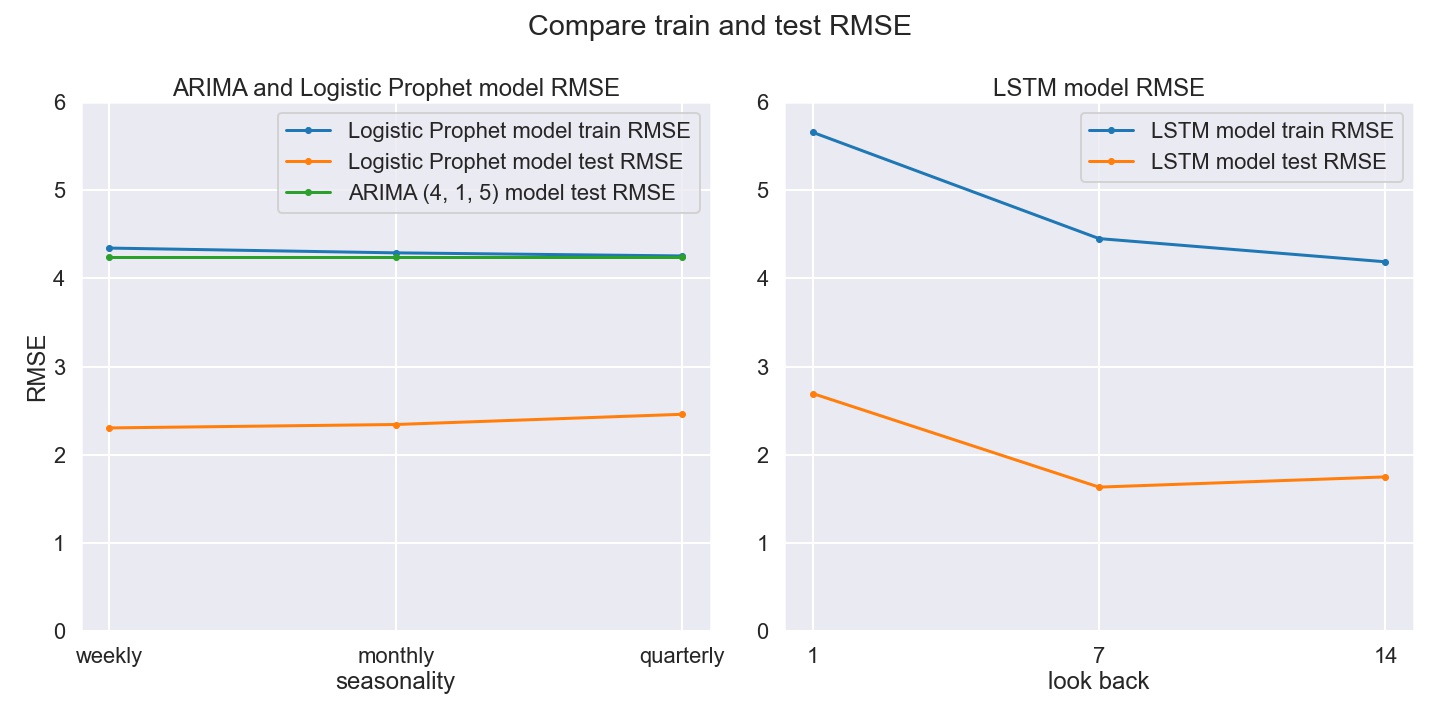 Compare train and test RMSE
ARIMA and Logistic Prophet model RMSE
6
5
4
3
2
1
0
RMSE
Logistic Prophet model train RMSE
Logistic Prophet model test RMSE
ARIMA (4, 1, 5) model test RMSE
weekly
monthly
quarterly
seasonality
LSTM model RMSE
6
5
4
3
2
1
0
LSTM model train RMSE
LSTM model test RMSE
1
7
14
look back